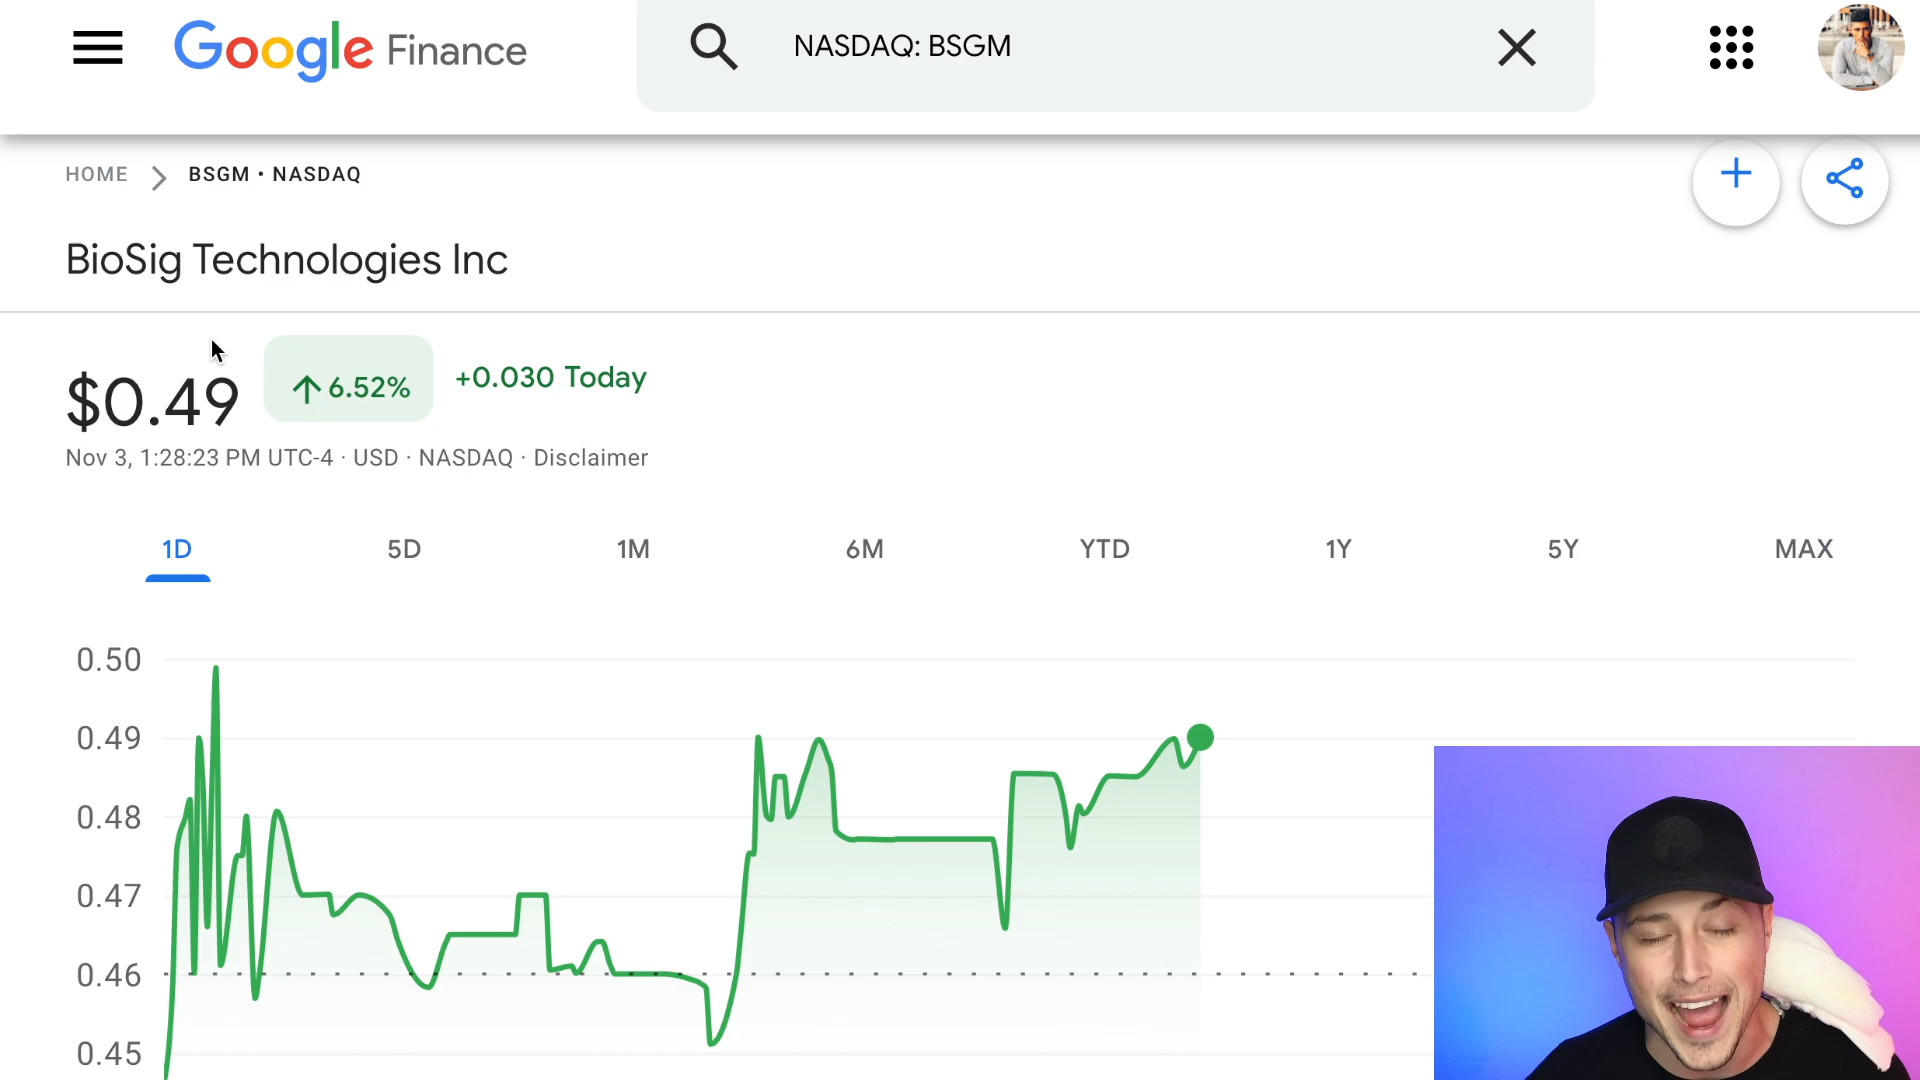 Google Finance
NASDAQ: BSGM
HOME BSGM • NASDAQ
BioSig Technologies Inc
$0.49 ↑ 6.52% +0.030 Today
Nov 3, 1:28:23 PM UTC-4 · USD · NASDAQ · Disclaimer
1D 5D 1M 6M YTD 1Y 5Y MAX
0.50
0.49
0.48
0.47
0.46
0.45